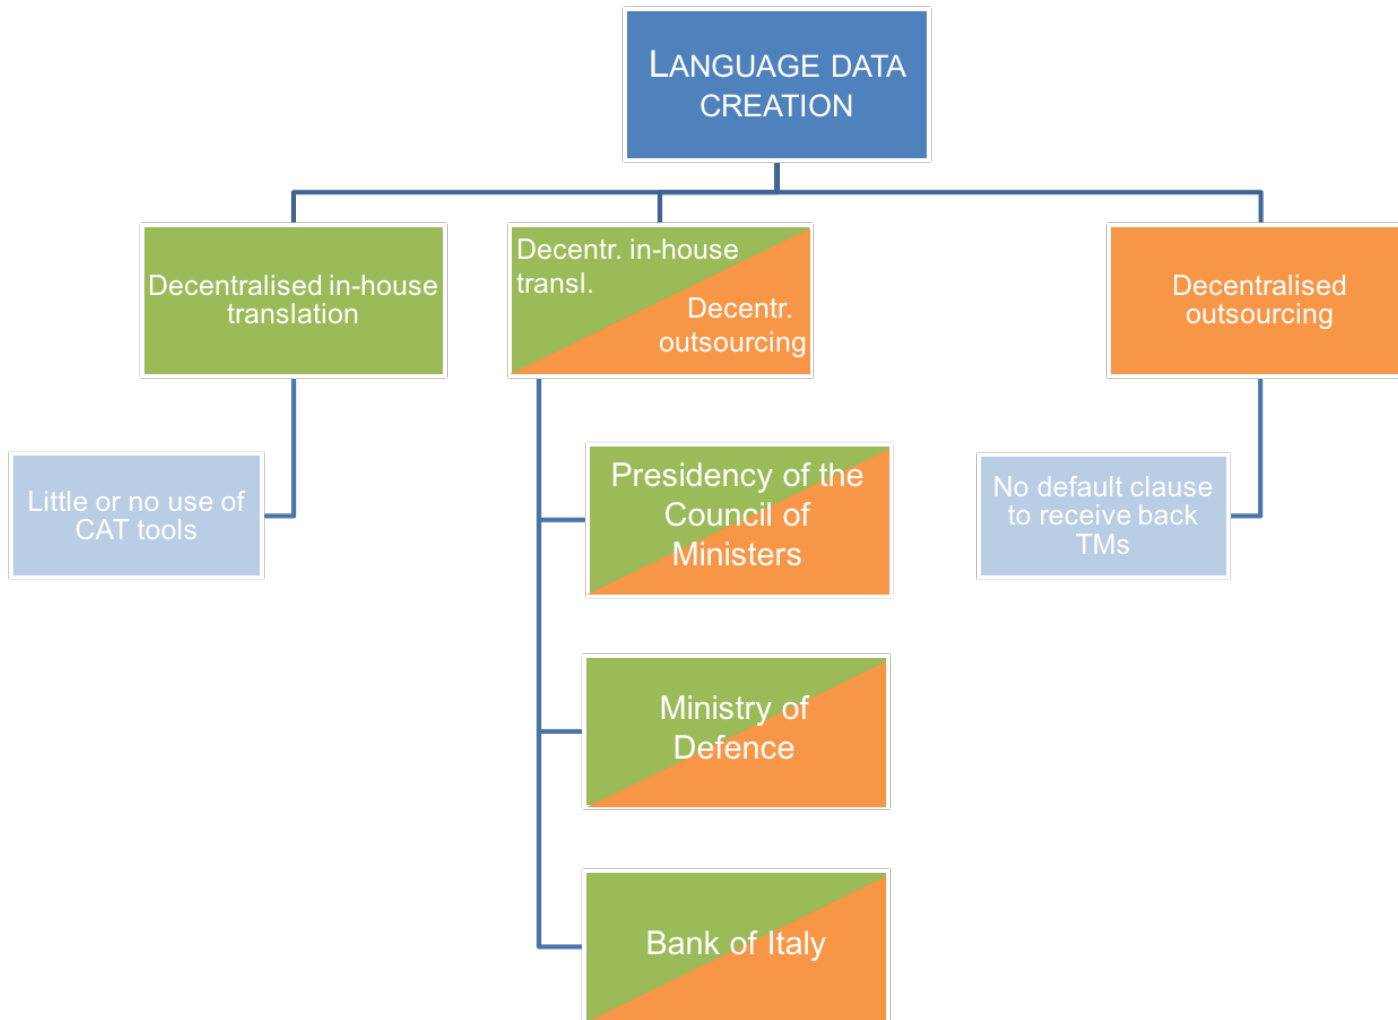 LANGUAGE DATA
CREATION
Decentralised in-house
translation
Decentr. in-house
transl.
Decentr.
outsourcing
Decentralised
outsourcing
Little or no use of
CAT tools
Presidency of the
Council of
Ministers
No default clause
to receive back
TMs
Ministry of
Defence
Bank of Italy